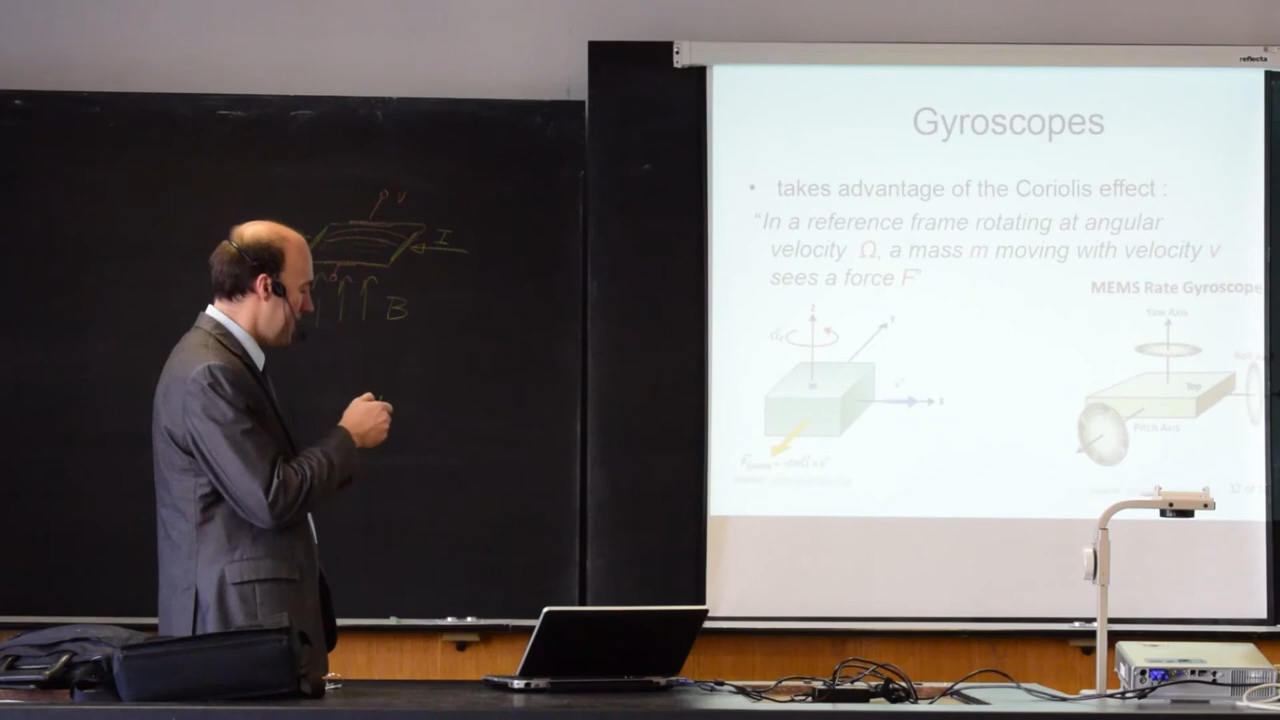 reflecta
V
I
B
Gyroscopes
• takes advantage of the Coriolis effect :
“In a reference frame rotating at angular
velocity Ω, a mass m moving with velocity v
sees a force F”
MEMS Rate Gyroscope
Z
Y
X
Yaw Axis
Top
Pitch Axis